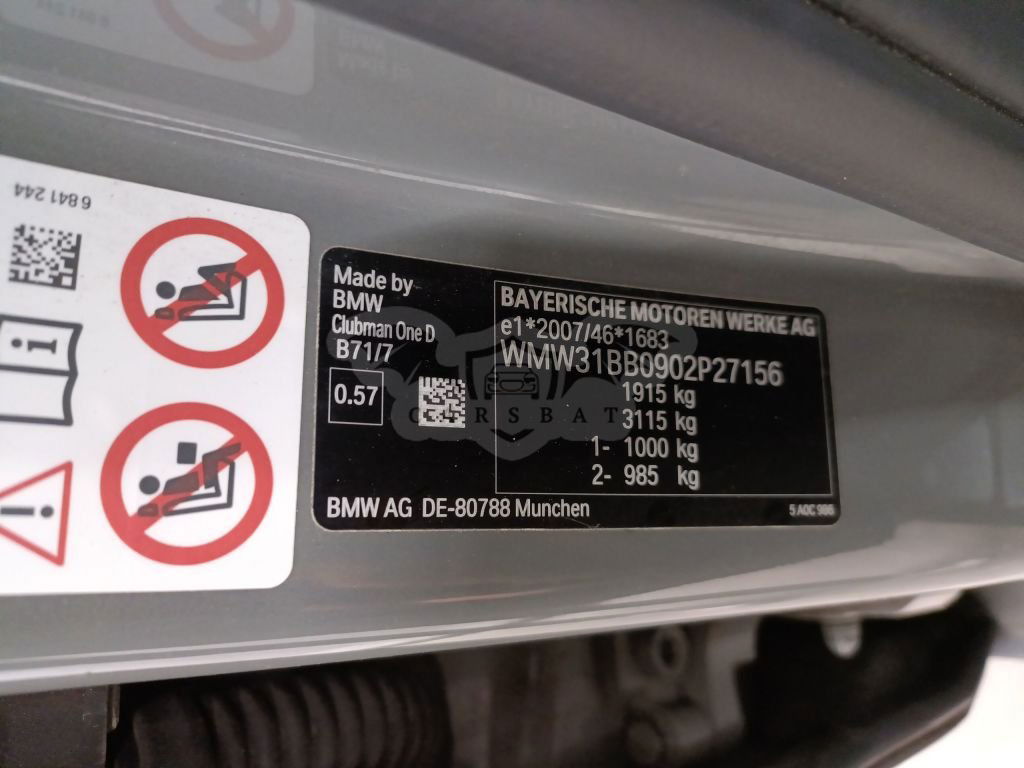 6 841 244
Made by
BMW
Clubman One D
B71/7
0.57
BMW AG DE-80788 Munchen
BAYERISCHE MOTOREN WERKE AG
e1*2007/46*1683
WMW31BB0902P27156
1915 kg
3115 kg
1- 1000 kg
2- 985 kg
5 A0C 986
CARSBAT